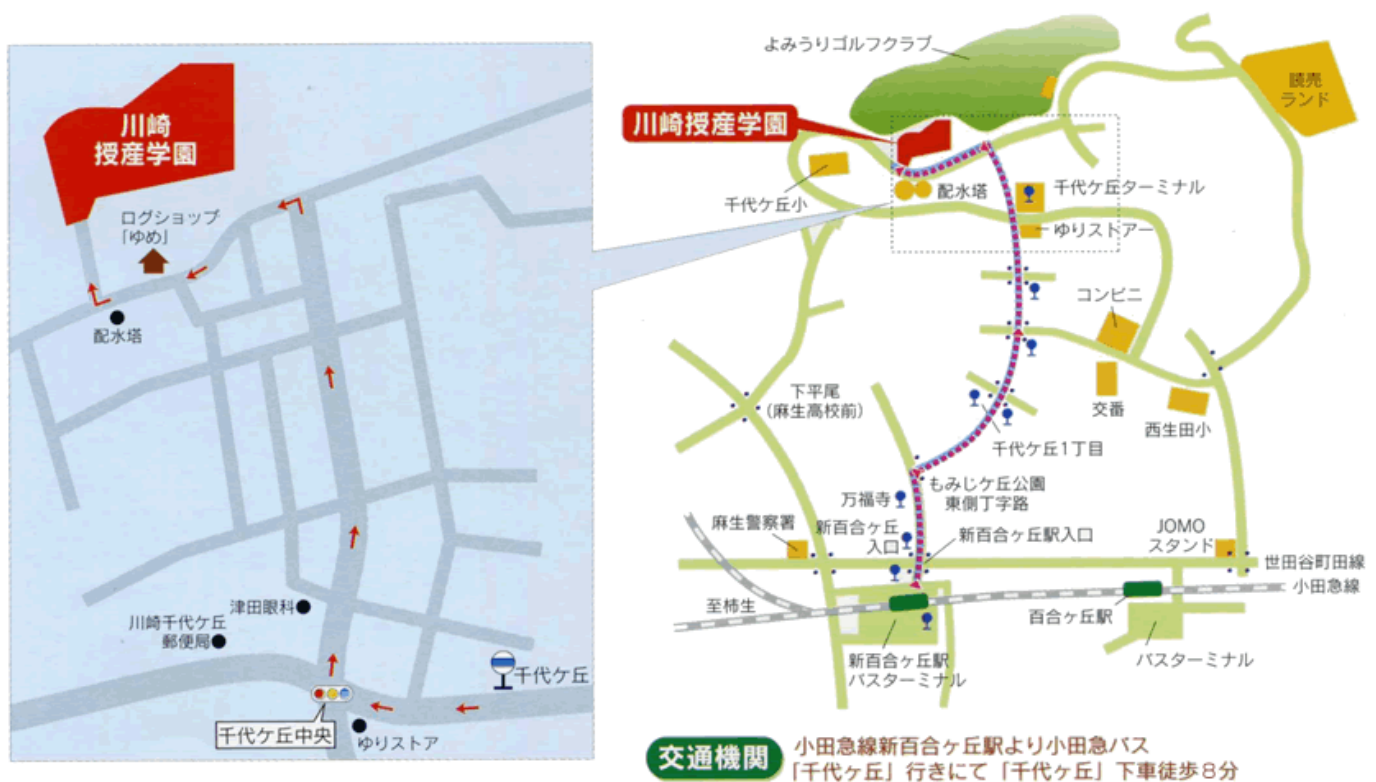 川崎
授産学園
ログショップ
「ゆめ」
配水塔
津田眼科
川崎千代ケ丘
郵便局
千代ケ丘
千代ケ丘中央
ゆりストア
よみうりゴルフクラブ
読売
ランド
川崎授産学園
千代ケ丘小
配水塔
千代ケ丘ターミナル
ゆりストアー
コンビニ
交番
西生田小
下平尾
(麻生高校前)
千代ケ丘1丁目
もみじケ丘公園
東側丁字路
万福寺
麻生警察署
新百合ヶ丘
入口
新百合ヶ丘駅入口
JOMO
スタンド
世田谷町田線
小田急線
至柿生
百合ヶ丘駅
新百合ヶ丘駅
バスターミナル
バスターミナル
交通機関
小田急線新百合ヶ丘駅より小田急バス
「千代ヶ丘」行きにて「千代ヶ丘」下車徒歩8分